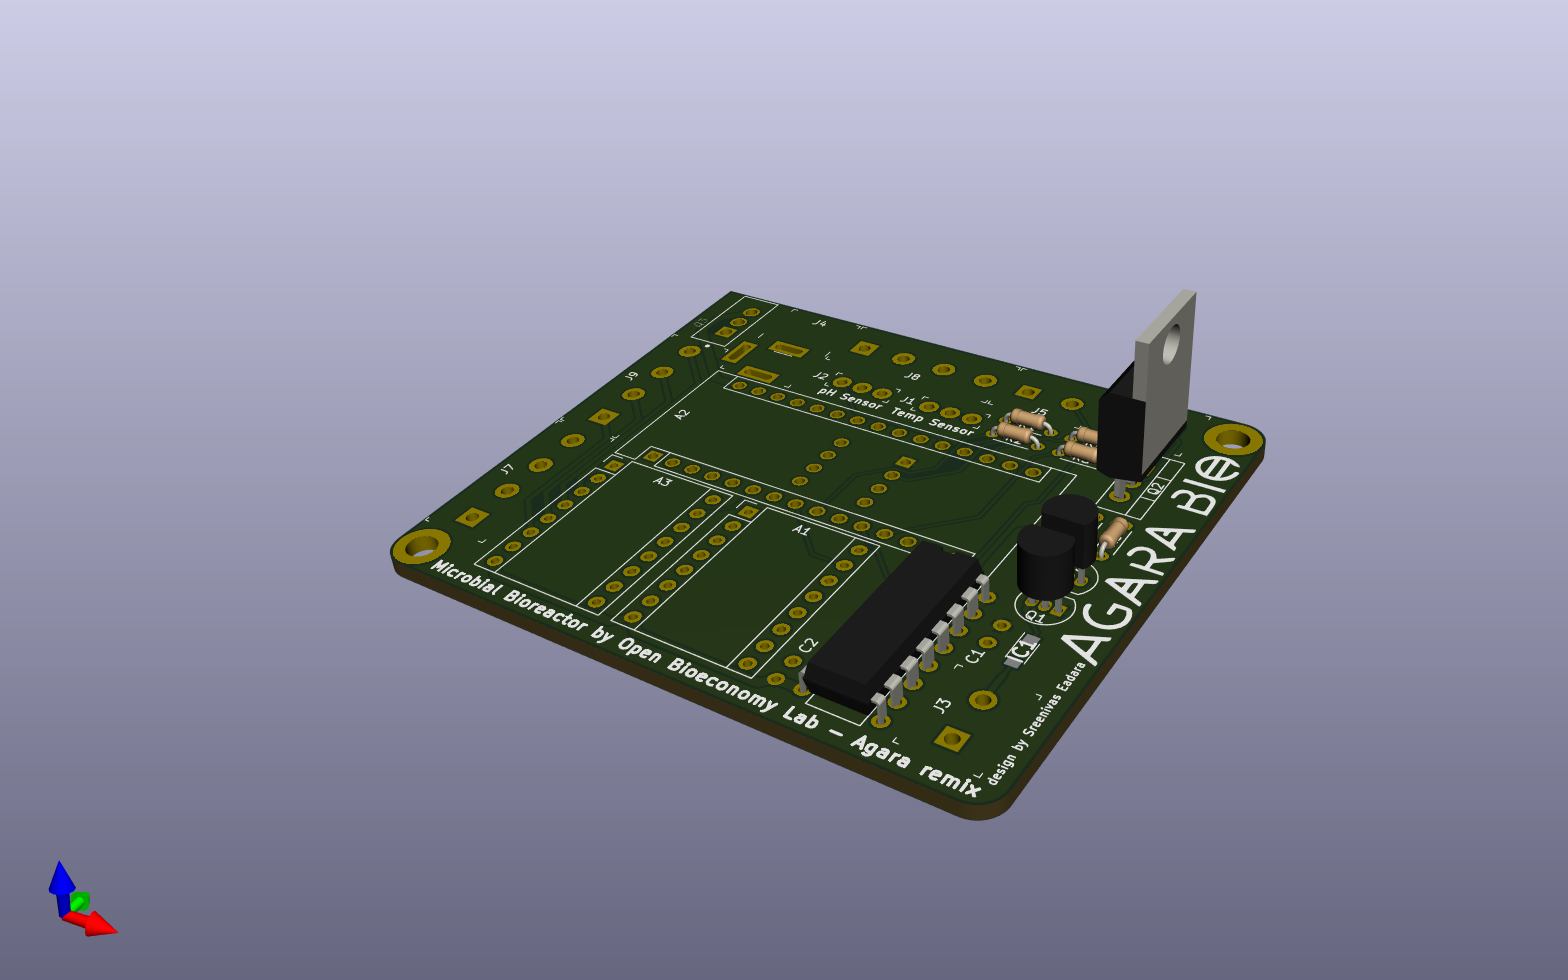 J4
J9
J2
J8
J1
J5
pH Sensor
Temp Sensor
A2
J7
A3
A1
Q2
Q1
C2
C1
IC1
J3
AGARA BIO
Microbial Bioreactor by Open Bioeconomy Lab - Agara remix
design by Sreenivas Eadara